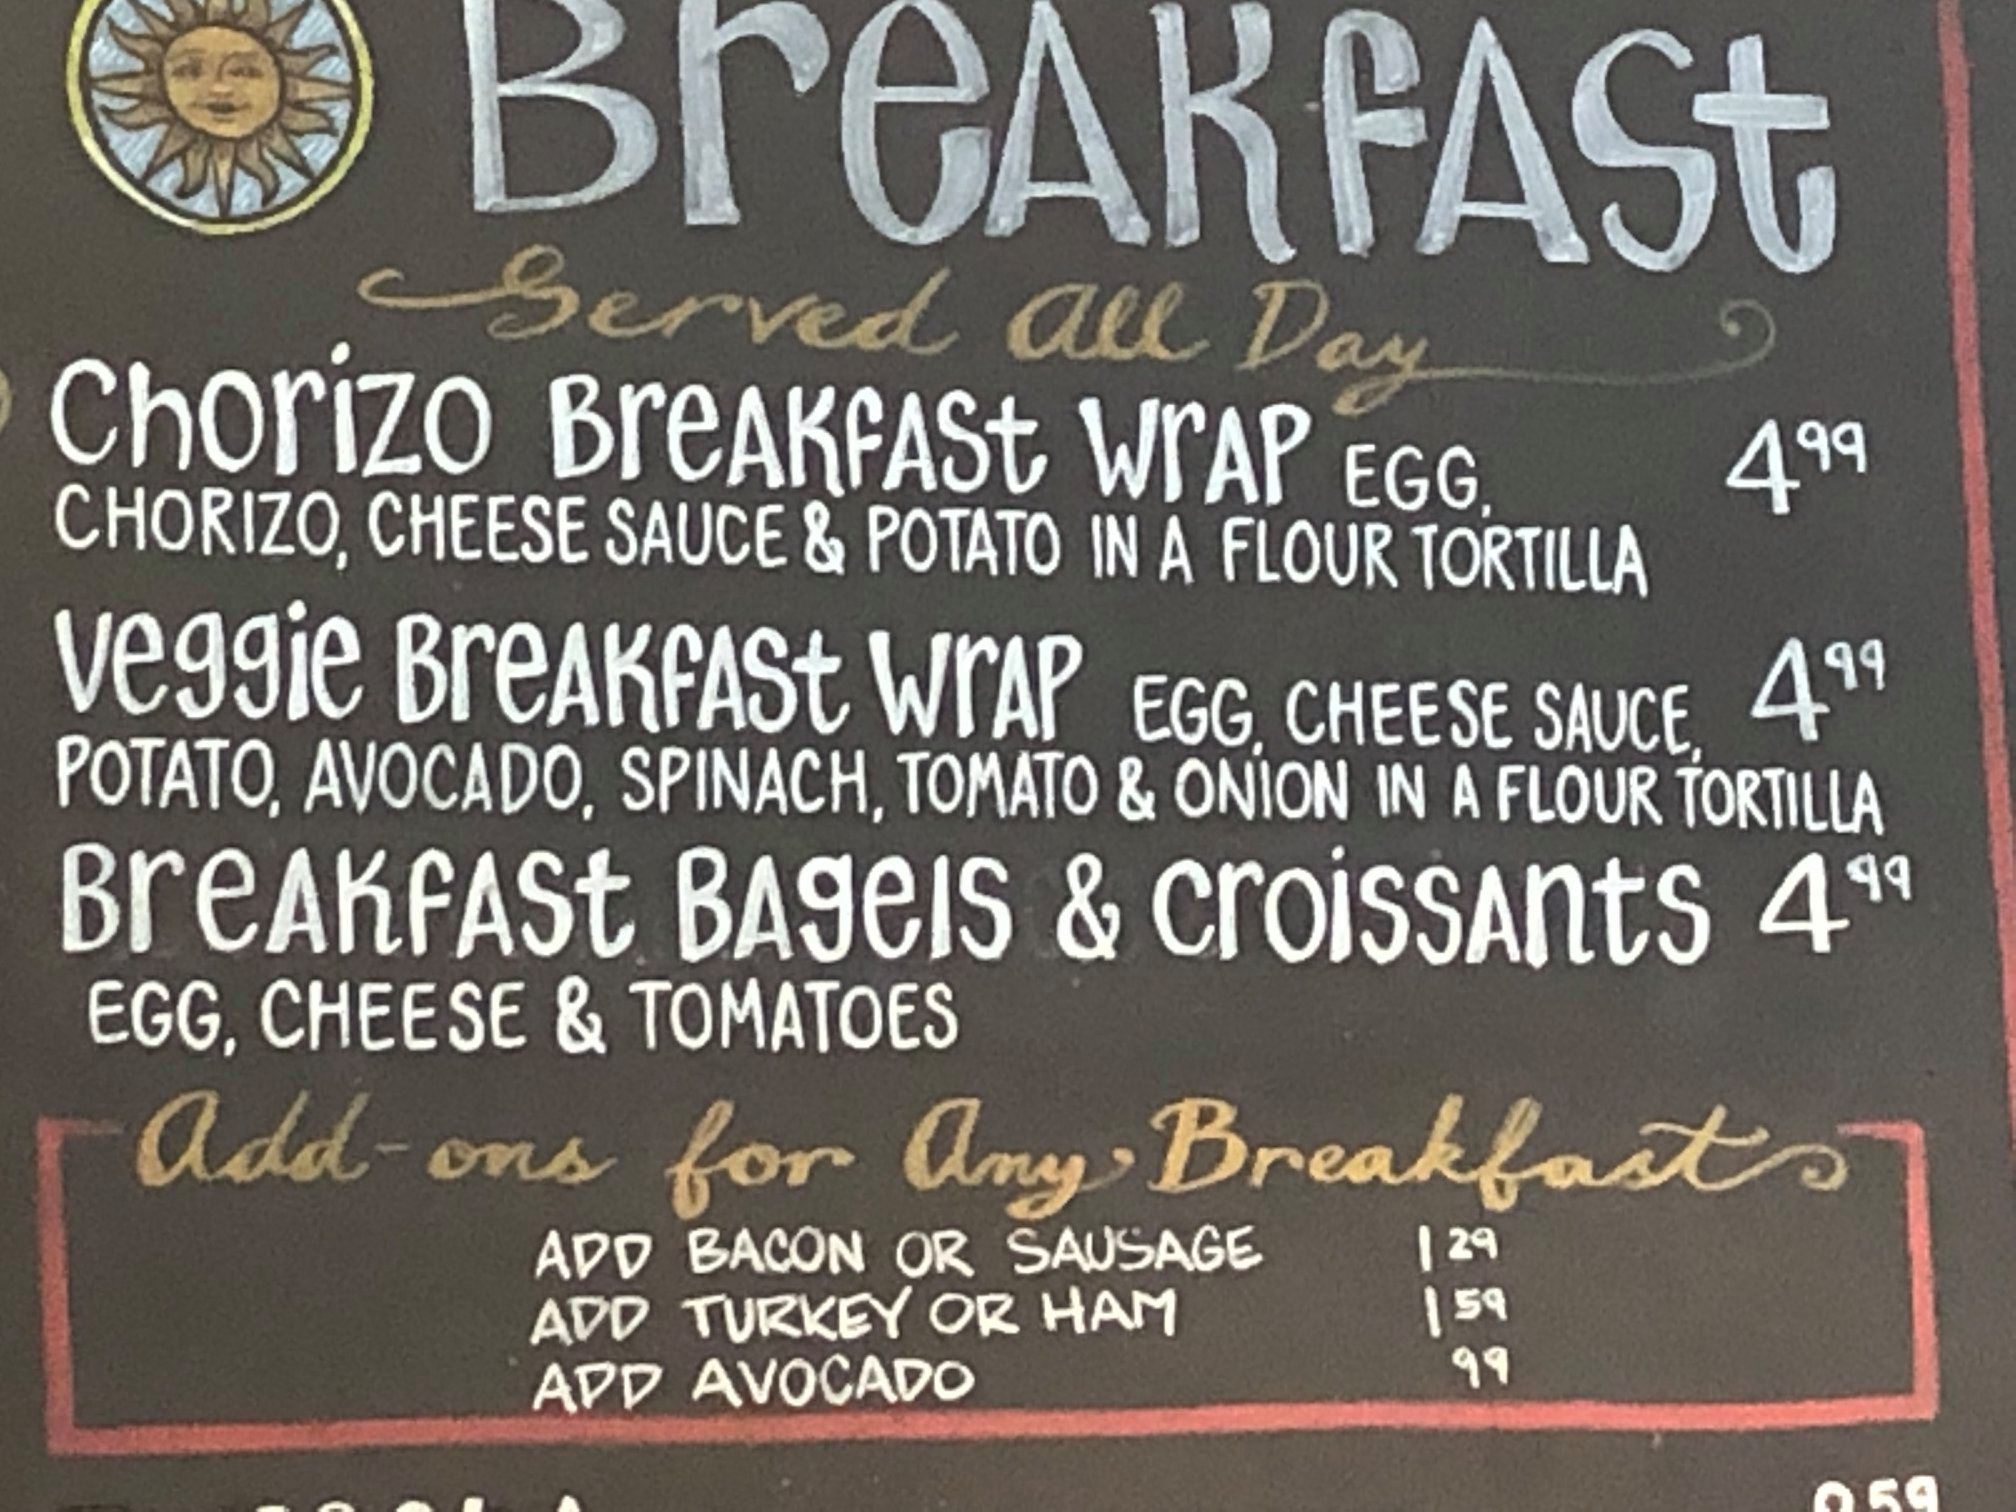 Breakfast
Served All Day
Chorizo Breakfast Wrap EGG, 4.99
CHORIZO, CHEESE SAUCE & POTATO IN A FLOUR TORTILLA
Veggie Breakfast Wrap EGG, CHEESE SAUCE, 4.99
POTATO, AVOCADO, SPINACH, TOMATO & ONION IN A FLOUR TORTILLA
Breakfast Bagels & Croissants 4.99
EGG, CHEESE & TOMATOES
Add-ons for Any Breakfast
ADD BACON OR SAUSAGE 1 29
ADD TURKEY OR HAM 1 59
ADD AVOCADO 99